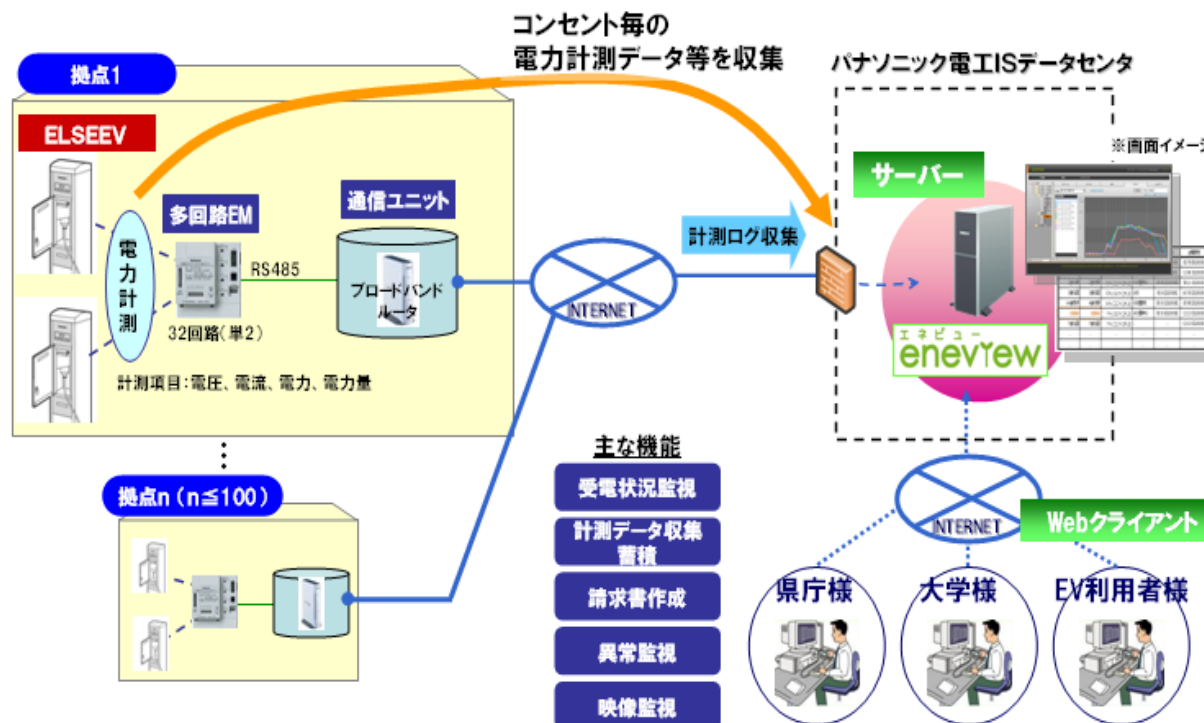 コンセント毎の
電力計測データ等を収集
パナソニック電工ISデータセンタ
拠点1
ELSEEV
※画面イメージ
サーバー
多回路EM
通信ユニット
計測ログ収集
電力計測
RS485
ブロードバンド
ルータ
INTERNET
32回路(単2)
エネビュー
eneview
計測項目:電圧、電流、電力、電力量
主な機能
拠点n(n≦100)
受電状況監視
計測データ収集
蓄積
請求書作成
異常監視
映像監視
INTERNET
Webクライアント
県庁様
大学様
EV利用者様